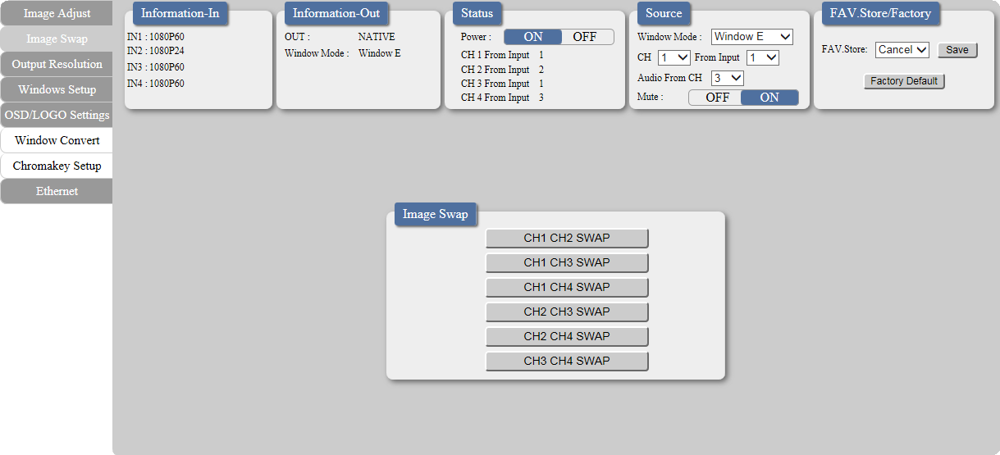 Image Adjust
Image Swap
Output Resolution
Windows Setup
OSD/LOGO Settings
Window Convert
Chromakey Setup
Ethernet
Information-In
IN1 : 1080P60
IN2 : 1080P24
IN3 : 1080P60
IN4 : 1080P60
Information-Out
OUT : NATIVE
Window Mode : Window E
Status
Power : ON OFF
CH 1 From Input 1
CH 2 From Input 2
CH 3 From Input 1
CH 4 From Input 3
Source
Window Mode : Window E
CH 1 From Input 1
Audio From CH 3
Mute : OFF ON
FAV.Store/Factory
FAV.Store: Cancel Save
Factory Default
Image Swap
CH1 CH2 SWAP
CH1 CH3 SWAP
CH1 CH4 SWAP
CH2 CH3 SWAP
CH2 CH4 SWAP
CH3 CH4 SWAP